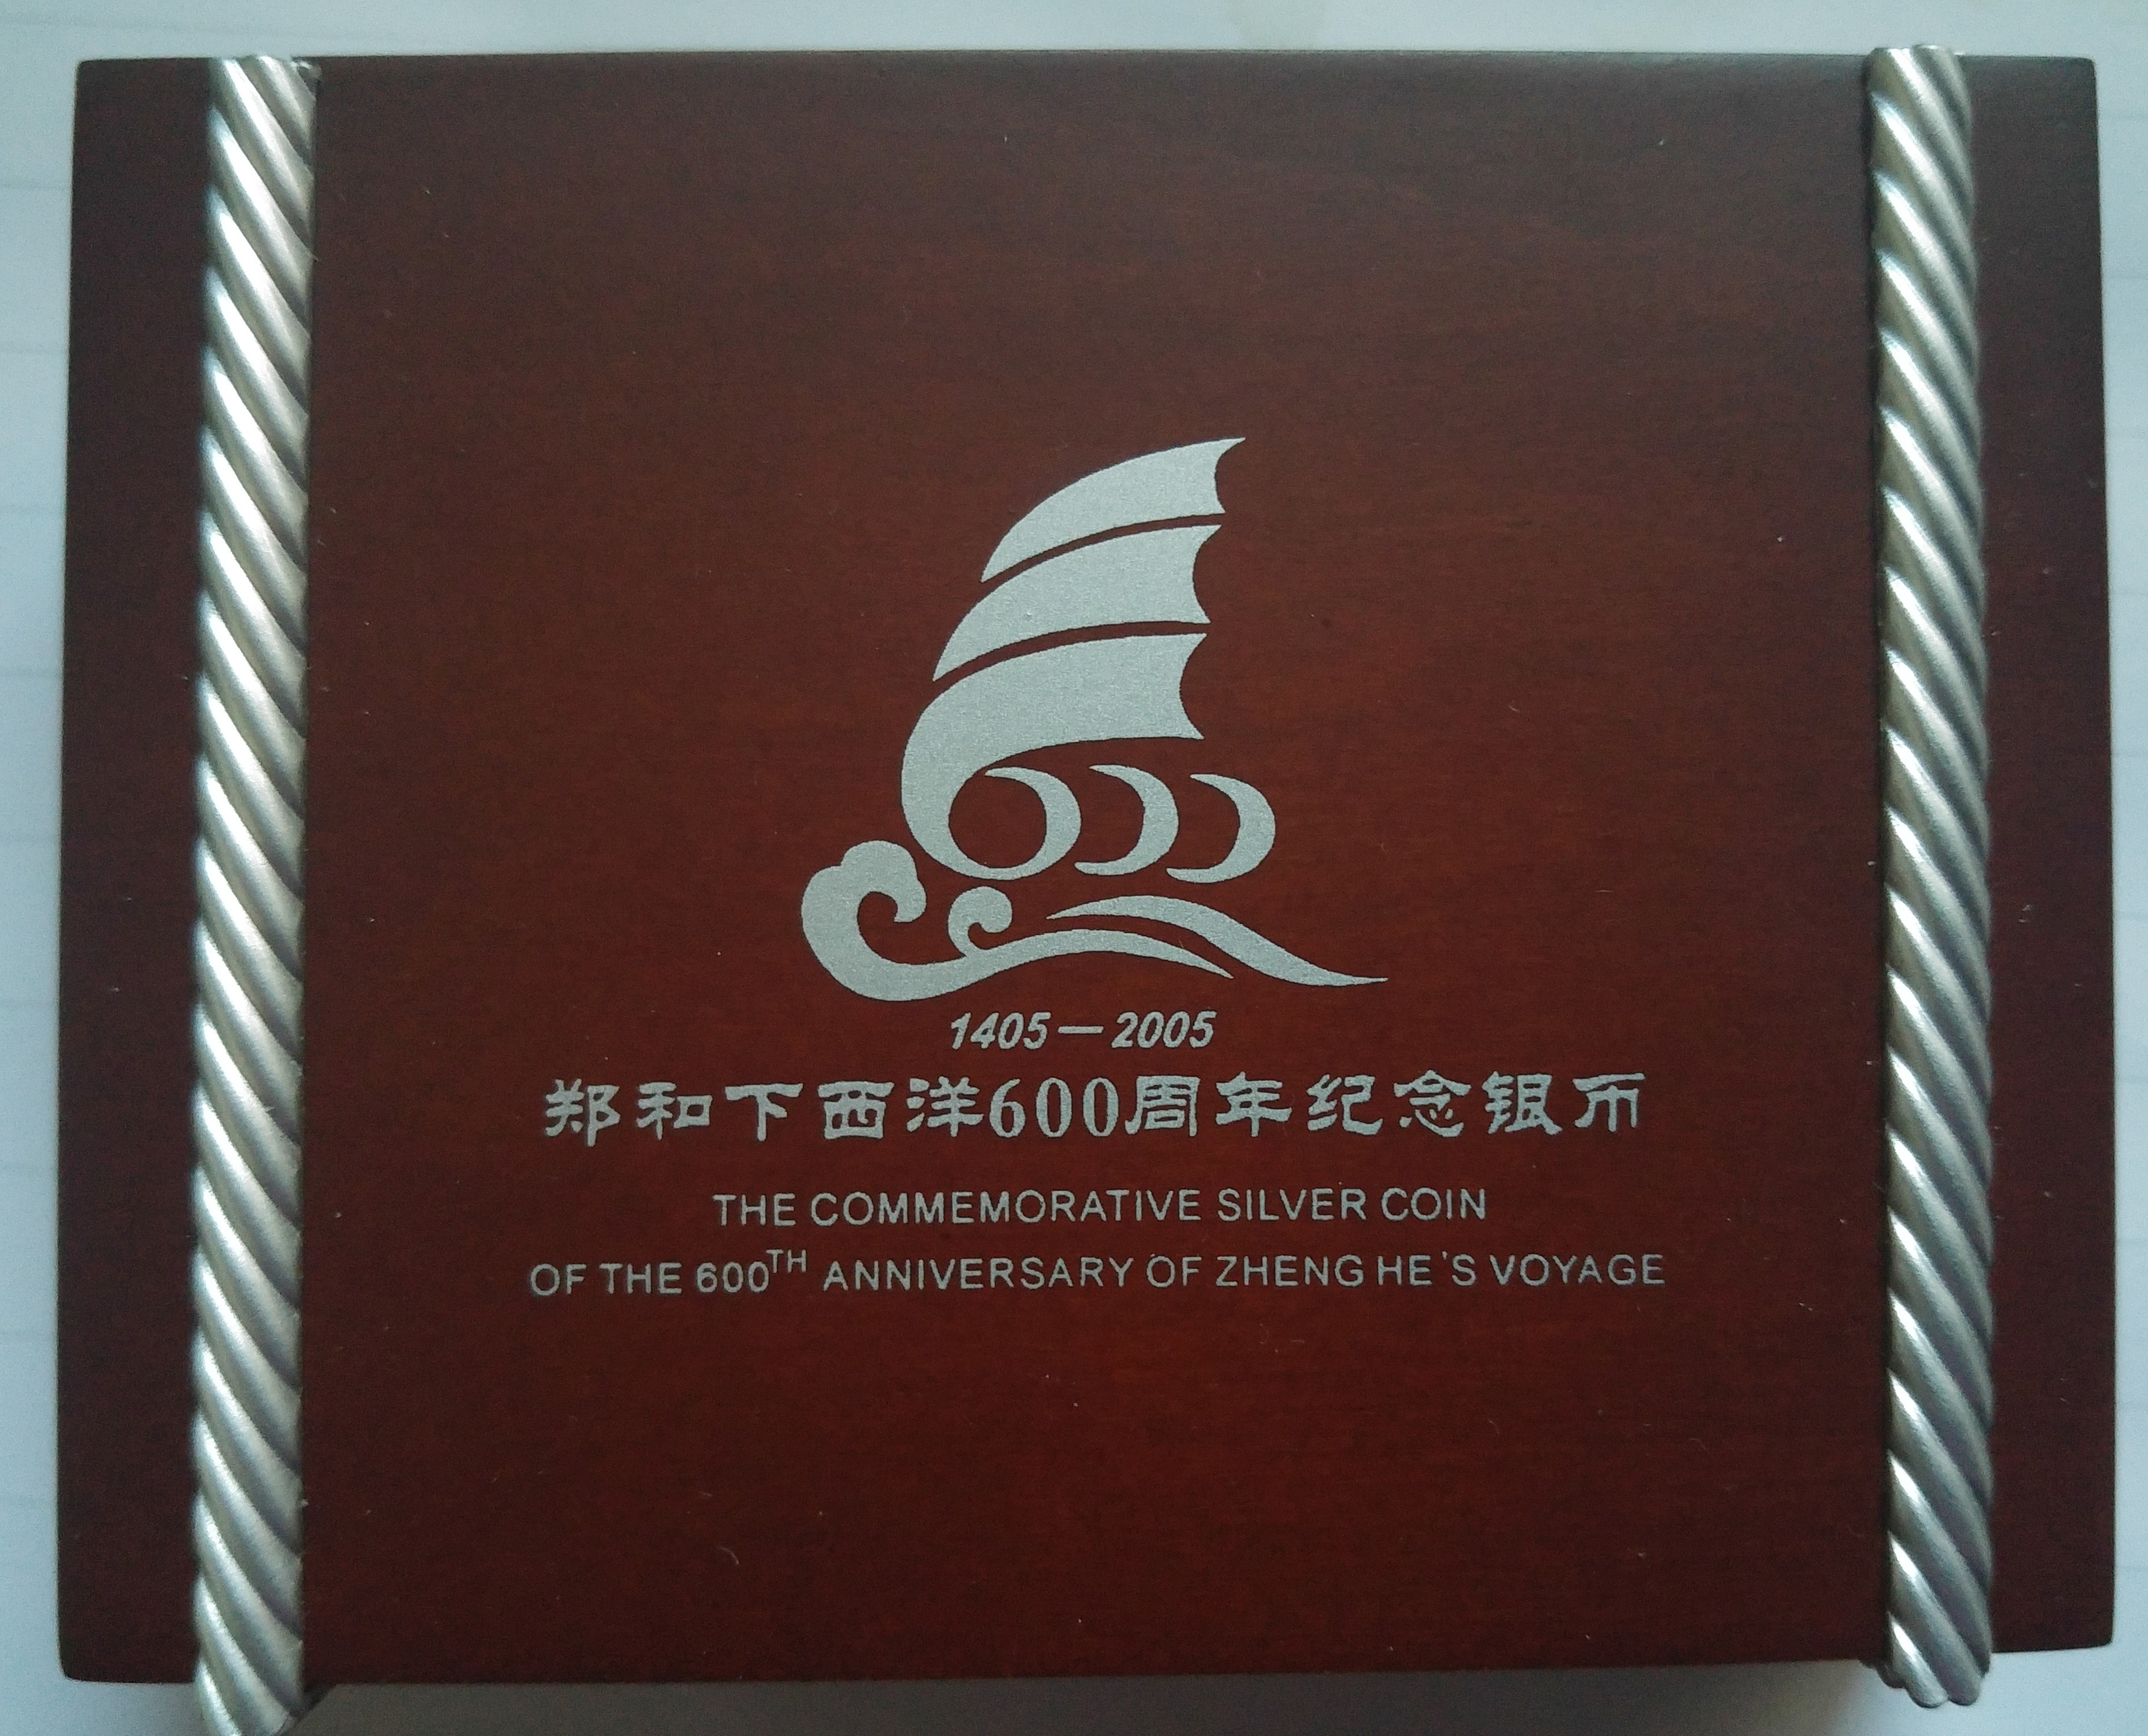 600
1405—2005
郑和下西洋600周年纪念银币
THE COMMEMORATIVE SILVER COIN
OF THE 600TH ANNIVERSARY OF ZHENG HE'S VOYAGE